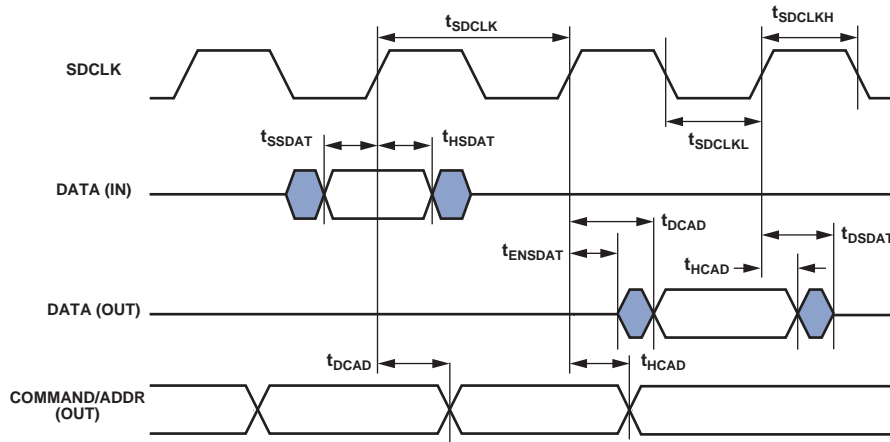 tSDCLK
tSDCLKH
SDCLK
tSSDAT
tHSDAT
tSDCLKL
DATA (IN)
tDCAD
tDSDAT
tENSDAT
tHCAD
DATA (OUT)
tDCAD
tHCAD
COMMAND/ADDR
(OUT)